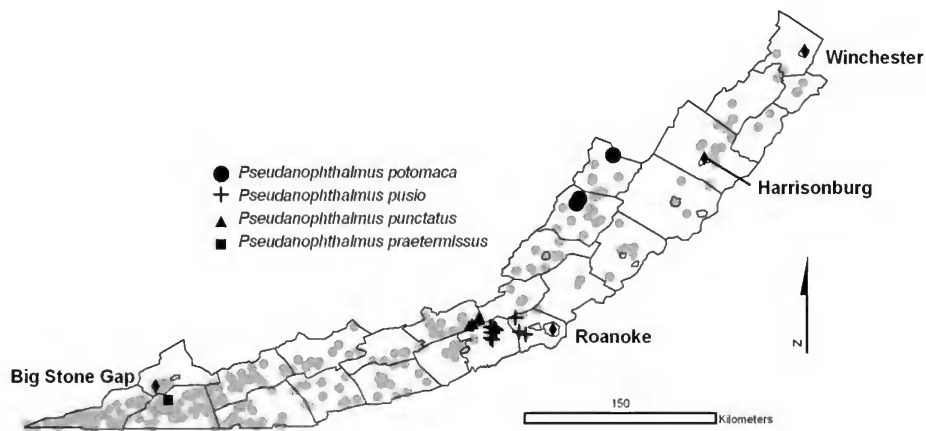 Winchester
Pseudanophthalmus potomaca
Pseudanophthalmus pusio
Pseudanophthalmus punctatus
Pseudanophthalmus praetermissus
Harrisonburg
N
Roanoke
Big Stone Gap
150
Kilometers